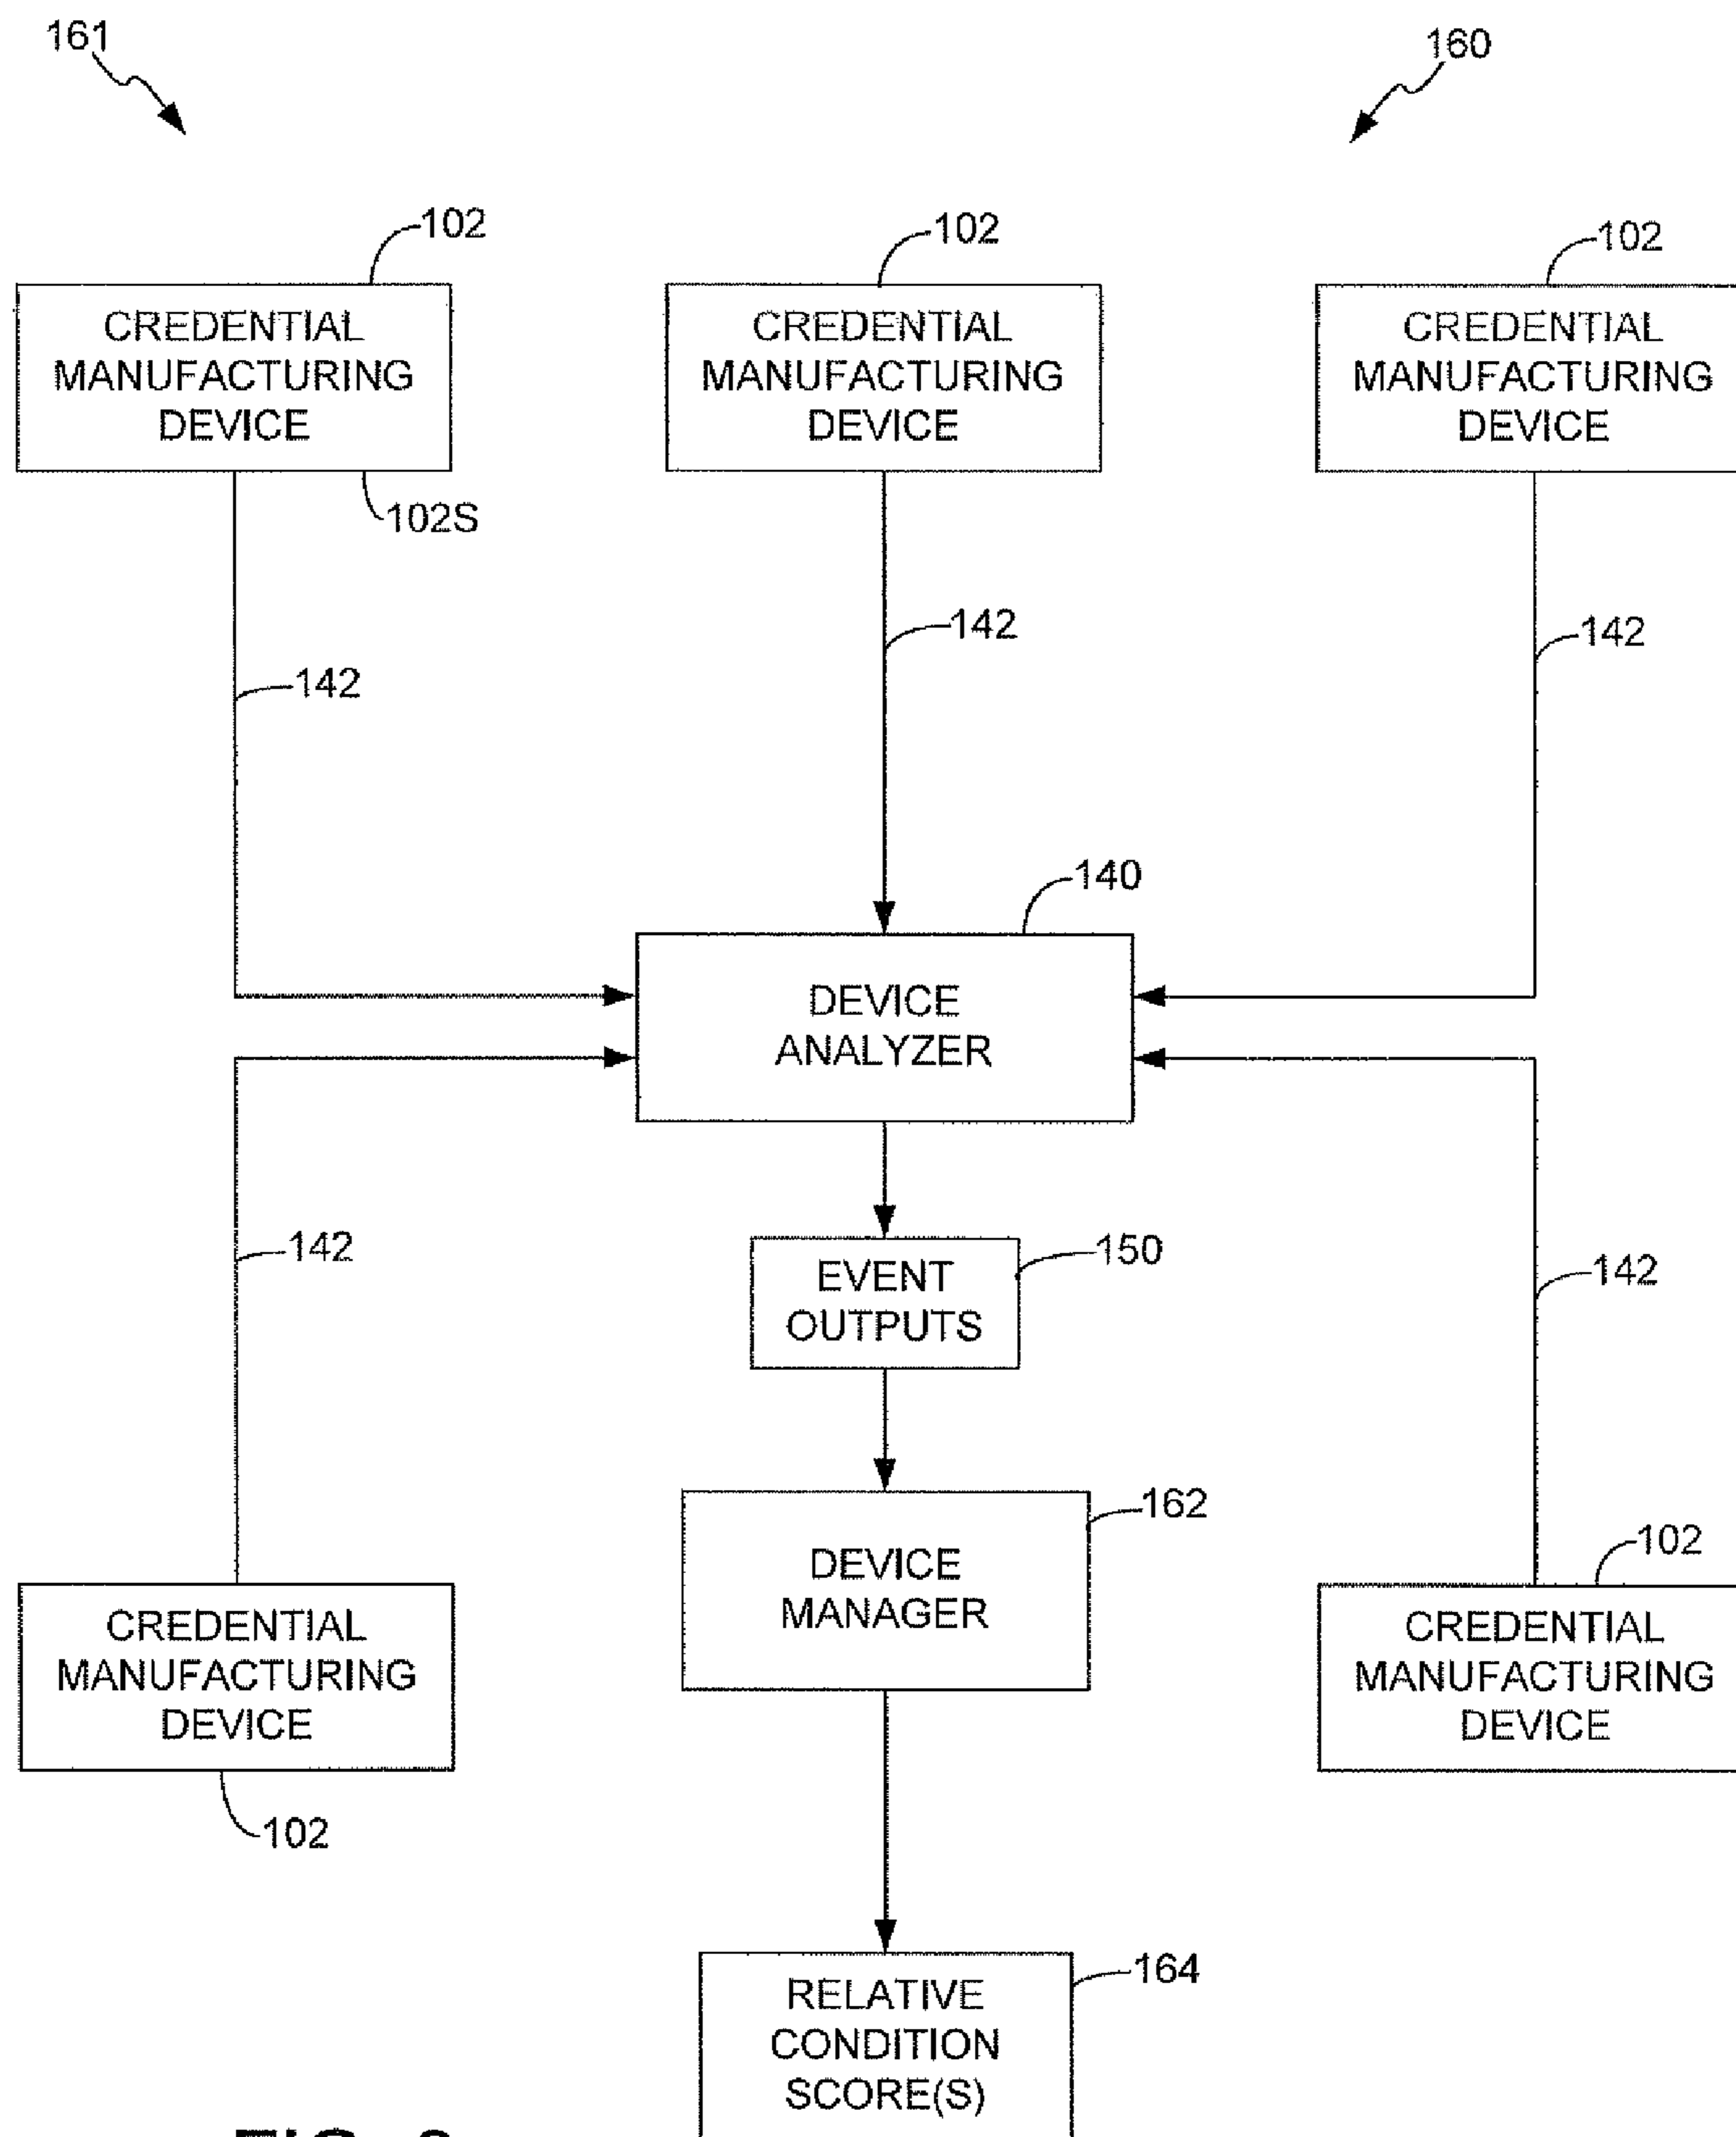 161
160
102
102
102
CREDENTIAL
MANUFACTURING
DEVICE
CREDENTIAL
MANUFACTURING
DEVICE
CREDENTIAL
MANUFACTURING
DEVICE
102S
142
142
142
140
DEVICE
ANALYZER
142
150
142
EVENT
OUTPUTS
162
DEVICE
MANAGER
102
CREDENTIAL
MANUFACTURING
DEVICE
CREDENTIAL
MANUFACTURING
DEVICE
102
164
RELATIVE
CONDITION
SCORE(S)
FIG.